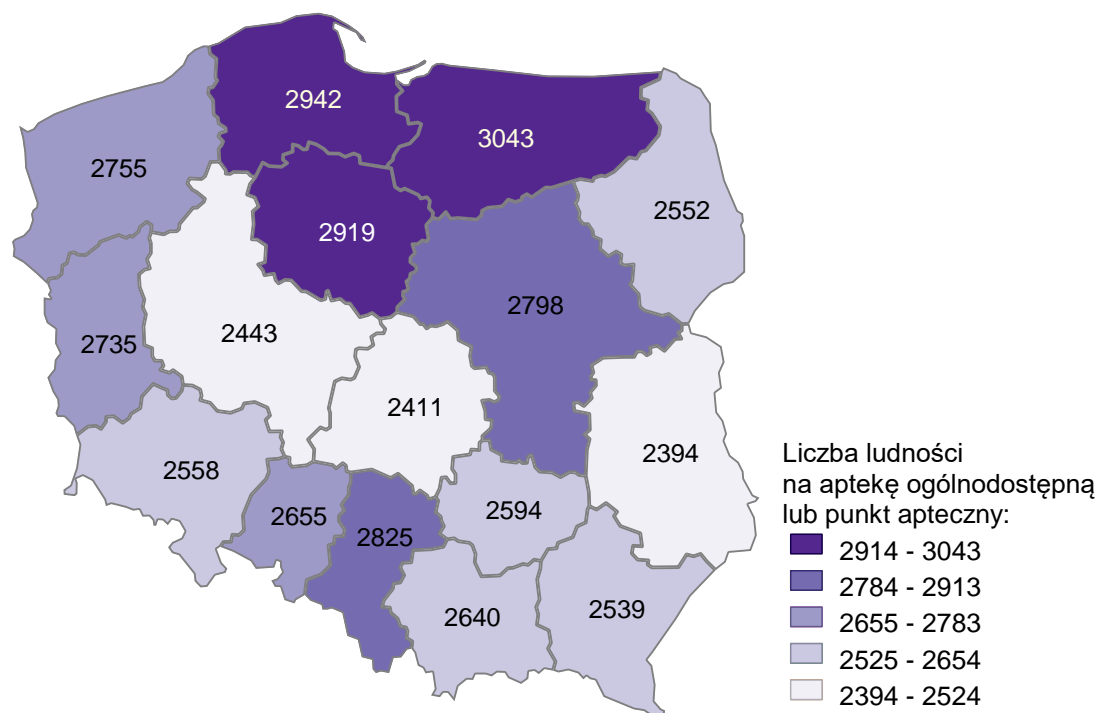 2942
3043
2755
2552
2919
2798
2443
2735
2411
2394
2558
2594
2655
2825
2539
2640
Liczba ludności
na aptekę ogólnodostępną
lub punkt apteczny:
2914 - 3043
2784 - 2913
2655 - 2783
2525 - 2654
2394 - 2524